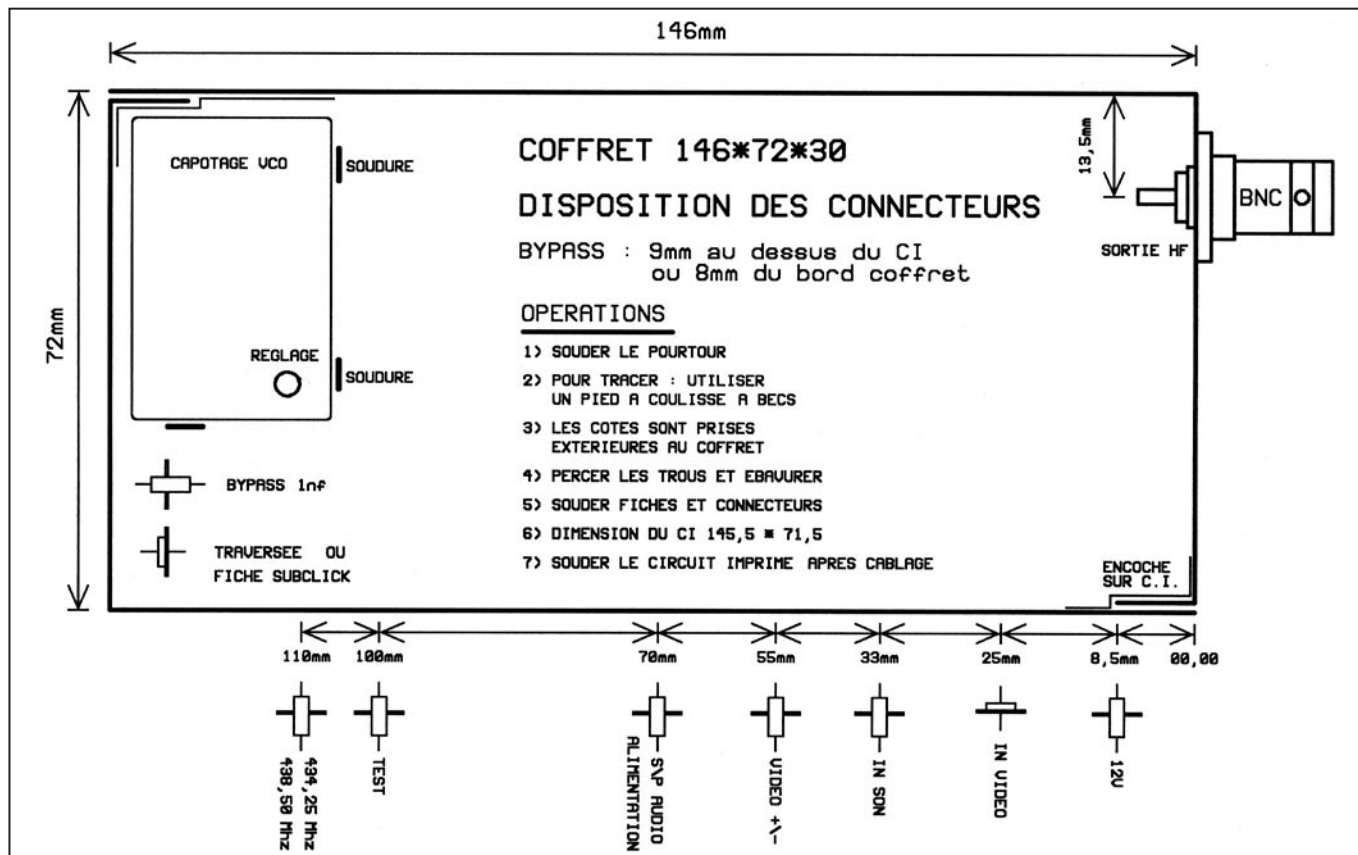 146mm
72mm
13,5mm
CAPOTAGE VCO
SOUDURE
REGLAGE
SOUDURE
COFFRET 146*72*30
DISPOSITION DES CONNECTEURS
BYPASS : 9mm au dessus du CI
ou 8mm du bord coffret
OPERATIONS
1) SOUDER LE POURTOUR
2) POUR TRACER : UTILISER
UN PIED A COULISSE A BECS
3) LES COTES SONT PRISES
EXTERIEURES AU COFFRET
4) PERCER LES TROUS ET EBAVURER
5) SOUDER FICHES ET CONNECTEURS
6) DIMENSION DU CI 145,5 * 71,5
7) SOUDER LE CIRCUIT IMPRIME APRES CABLAGE
BNC
SORTIE HF
BYPASS 1nf
TRAVERSEE OU
FICHE SUBCLICK
ENCOCHE
SUR C.I.
110mm 100mm 70mm 55mm 33mm 25mm 8,5mm 00,00
434,25 Mhz
438,50 Mhz
TEST
S\P AUDIO
ALIMENTATION
VIDEO +\-
IN SON
IN VIDEO
12V